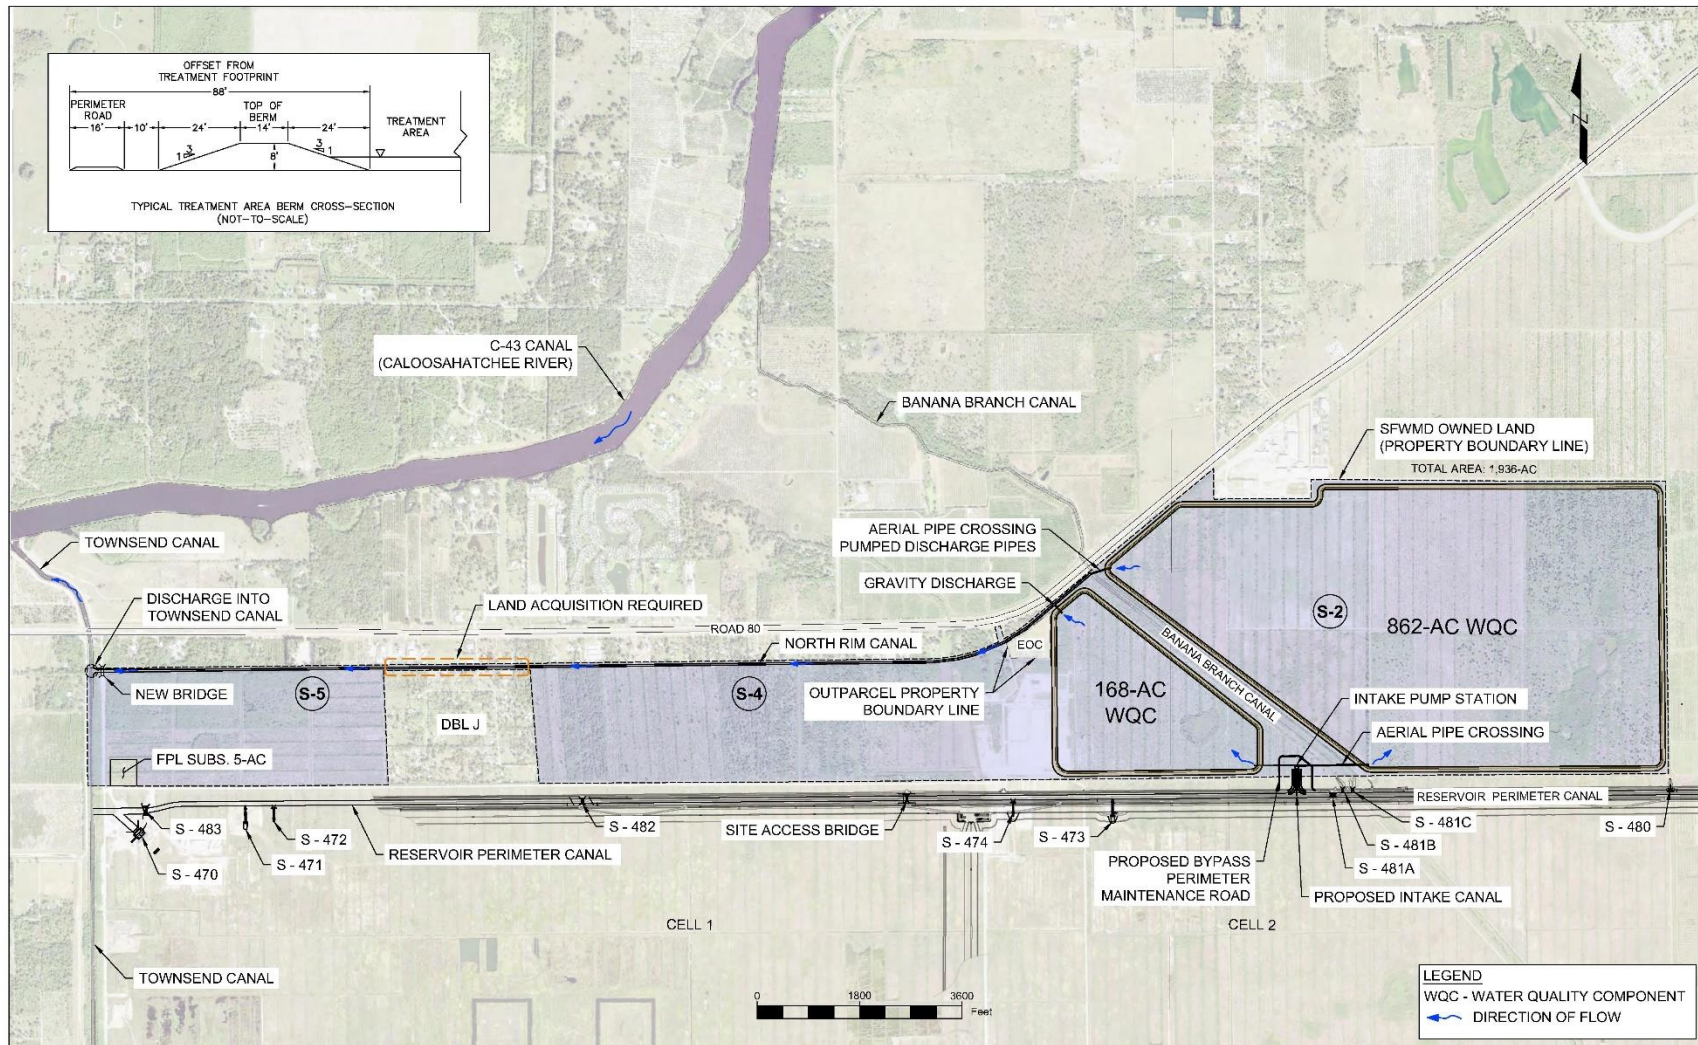 OFFSET FROM
TREATMENT FOOTPRINT
88'
PERIMETER
ROAD
TOP OF
BERM
16'
10'
24'
14'
24'
TREATMENT
AREA
3
1
3
1
8'
TYPICAL TREATMENT AREA BERM CROSS-SECTION
(NOT-TO-SCALE)
Z
C-43 CANAL
(CALOOSAHATCHEE RIVER)
BANANA BRANCH CANAL
SFWMD OWNED LAND
(PROPERTY BOUNDARY LINE)
TOTAL AREA: 1,936-AC
TOWNSEND CANAL
AERIAL PIPE CROSSING
PUMPED DISCHARGE PIPES
GRAVITY DISCHARGE
DISCHARGE INTO
TOWNSEND CANAL
LAND ACQUISITION REQUIRED
ROAD 80
NORTH RIM CANAL
EOC
S-2
862-AC WQC
BANANA BRANCH CANAL
NEW BRIDGE
S-5
S-4
OUTPARCEL PROPERTY
BOUNDARY LINE
168-AC
WQC
INTAKE PUMP STATION
DBL J
AERIAL PIPE CROSSING
FPL SUBS. 5-AC
RESERVOIR PERIMETER CANAL
S - 483
S - 472
S - 482
SITE ACCESS BRIDGE
S - 474
S - 473
S - 481C
S - 480
S - 471
RESERVOIR PERIMETER CANAL
S - 481B
S - 470
PROPOSED BYPASS
PERIMETER
MAINTENANCE ROAD
S - 481A
PROPOSED INTAKE CANAL
CELL 1
CELL 2
TOWNSEND CANAL
0
1800
3600
Feet
LEGEND
WQC - WATER QUALITY COMPONENT
DIRECTION OF FLOW